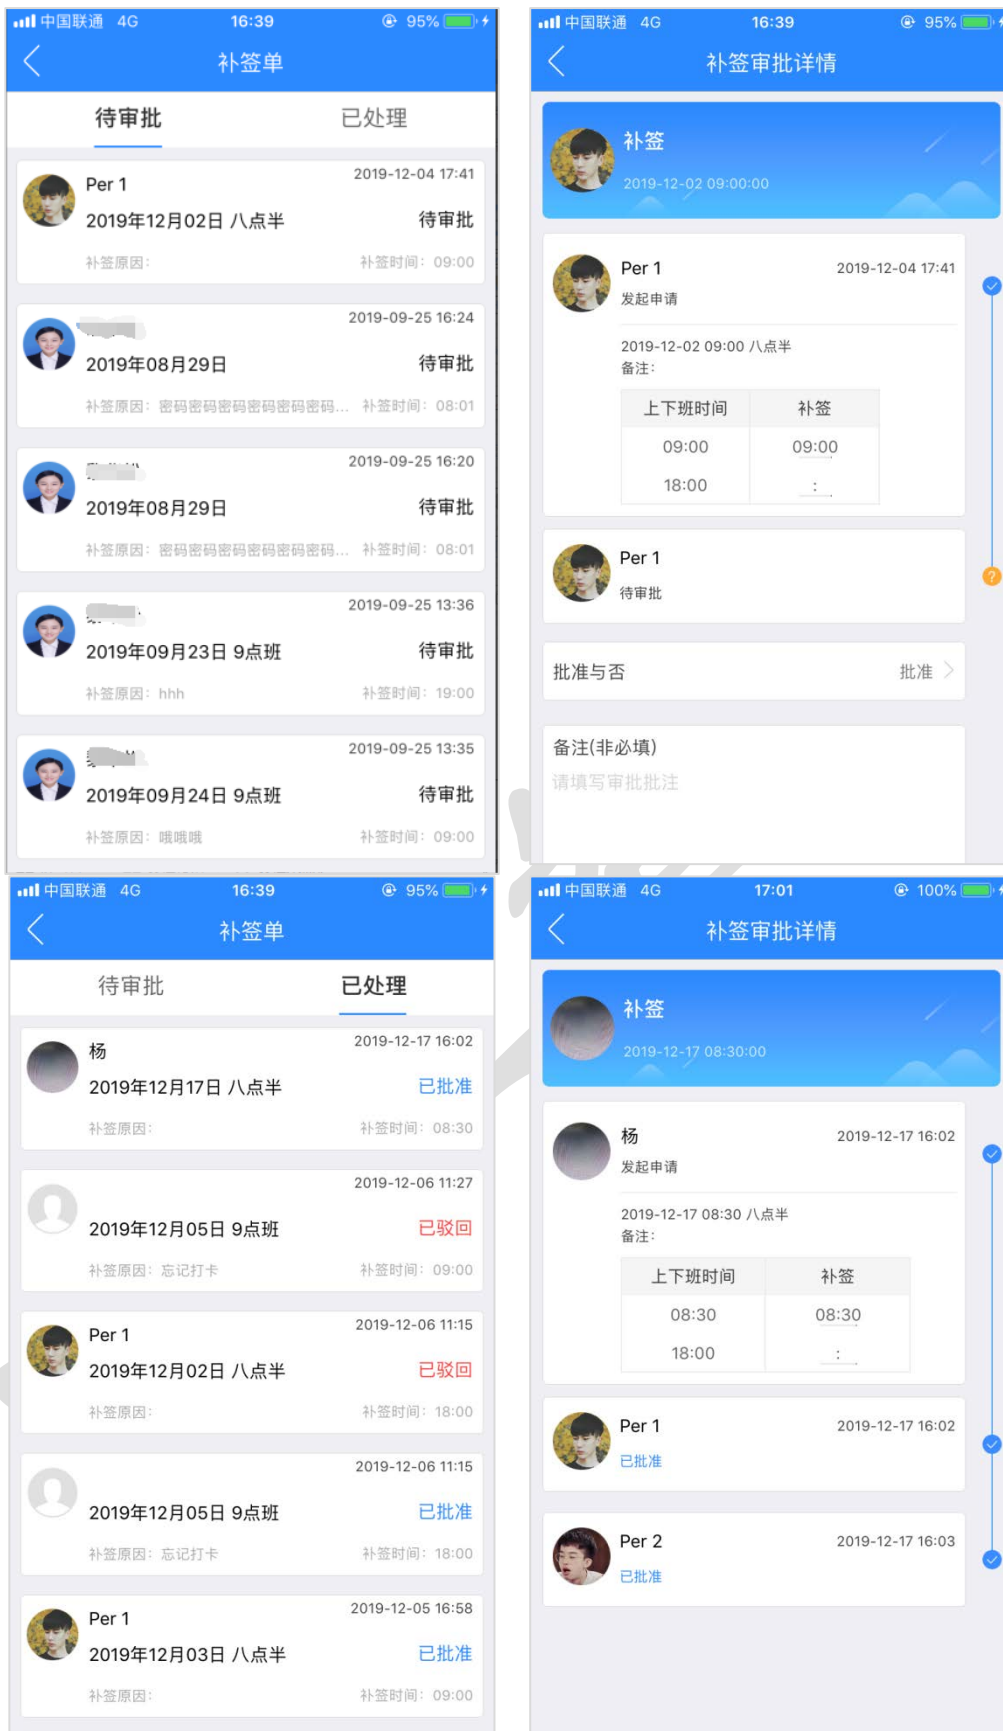 中国联通 4G 16:39 95%
补签单
待审批 已处理
Per 1 2019-12-04 17:41
2019年12月02日 八点半 待审批
补签原因： 补签时间：09:00
2019-09-25 16:24
2019年08月29日 待审批
补签原因：密码密码密码密码密码密码... 补签时间：08:01
2019-09-25 16:20
2019年08月29日 待审批
补签原因：密码密码密码密码密码密码... 补签时间：08:01
2019-09-25 13:36
2019年09月23日 9点班 待审批
补签原因：hhh 补签时间：19:00
2019-09-25 13:35
2019年09月24日 9点班 待审批
补签原因：哦哦哦 补签时间：09:00
中国联通 4G 16:39 95%
补签审批详情
补签
2019-12-02 09:00:00
Per 1 2019-12-04 17:41
发起申请
2019-12-02 09:00 八点半
备注：
上下班时间 补签
09:00 09:00
18:00 :
Per 1
待审批
批准与否 批准
备注(非必填)
请填写审批批注
中国联通 4G 16:39 95%
补签单
待审批 已处理
杨 2019-12-17 16:02
2019年12月17日 八点半 已批准
补签原因： 补签时间：08:30
2019-12-06 11:27
2019年12月05日 9点班 已驳回
补签原因：忘记打卡 补签时间：09:00
Per 1 2019-12-06 11:15
2019年12月02日 八点半 已驳回
补签原因： 补签时间：18:00
2019-12-06 11:15
2019年12月05日 9点班 已批准
补签原因：忘记打卡 补签时间：18:00
Per 1 2019-12-05 16:58
2019年12月03日 八点半 已批准
补签原因： 补签时间：09:00
中国联通 4G 17:01 100%
补签审批详情
补签
2019-12-17 08:30:00
杨 2019-12-17 16:02
发起申请
2019-12-17 08:30 八点半
备注：
上下班时间 补签
08:30 08:30
18:00 :
Per 1 2019-12-17 16:02
已批准
Per 2 2019-12-17 16:03
已批准